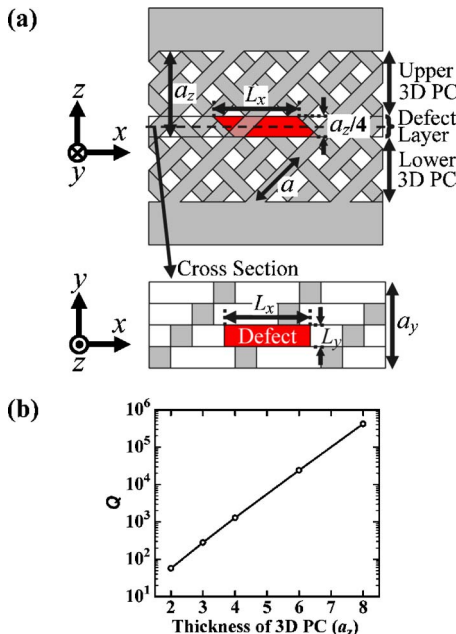 (a)
z
x
y
a_z
L_x
a_z/4
a
Upper
3D PC
Defect
Layer
Lower
3D PC
Cross Section
y
x
z
L_x
Defect
L_y
a_y
(b)
Q
10^6
10^5
10^4
10^3
10^2
10^1
2 3 4 5 6 7 8
Thickness of 3D PC (a_z)